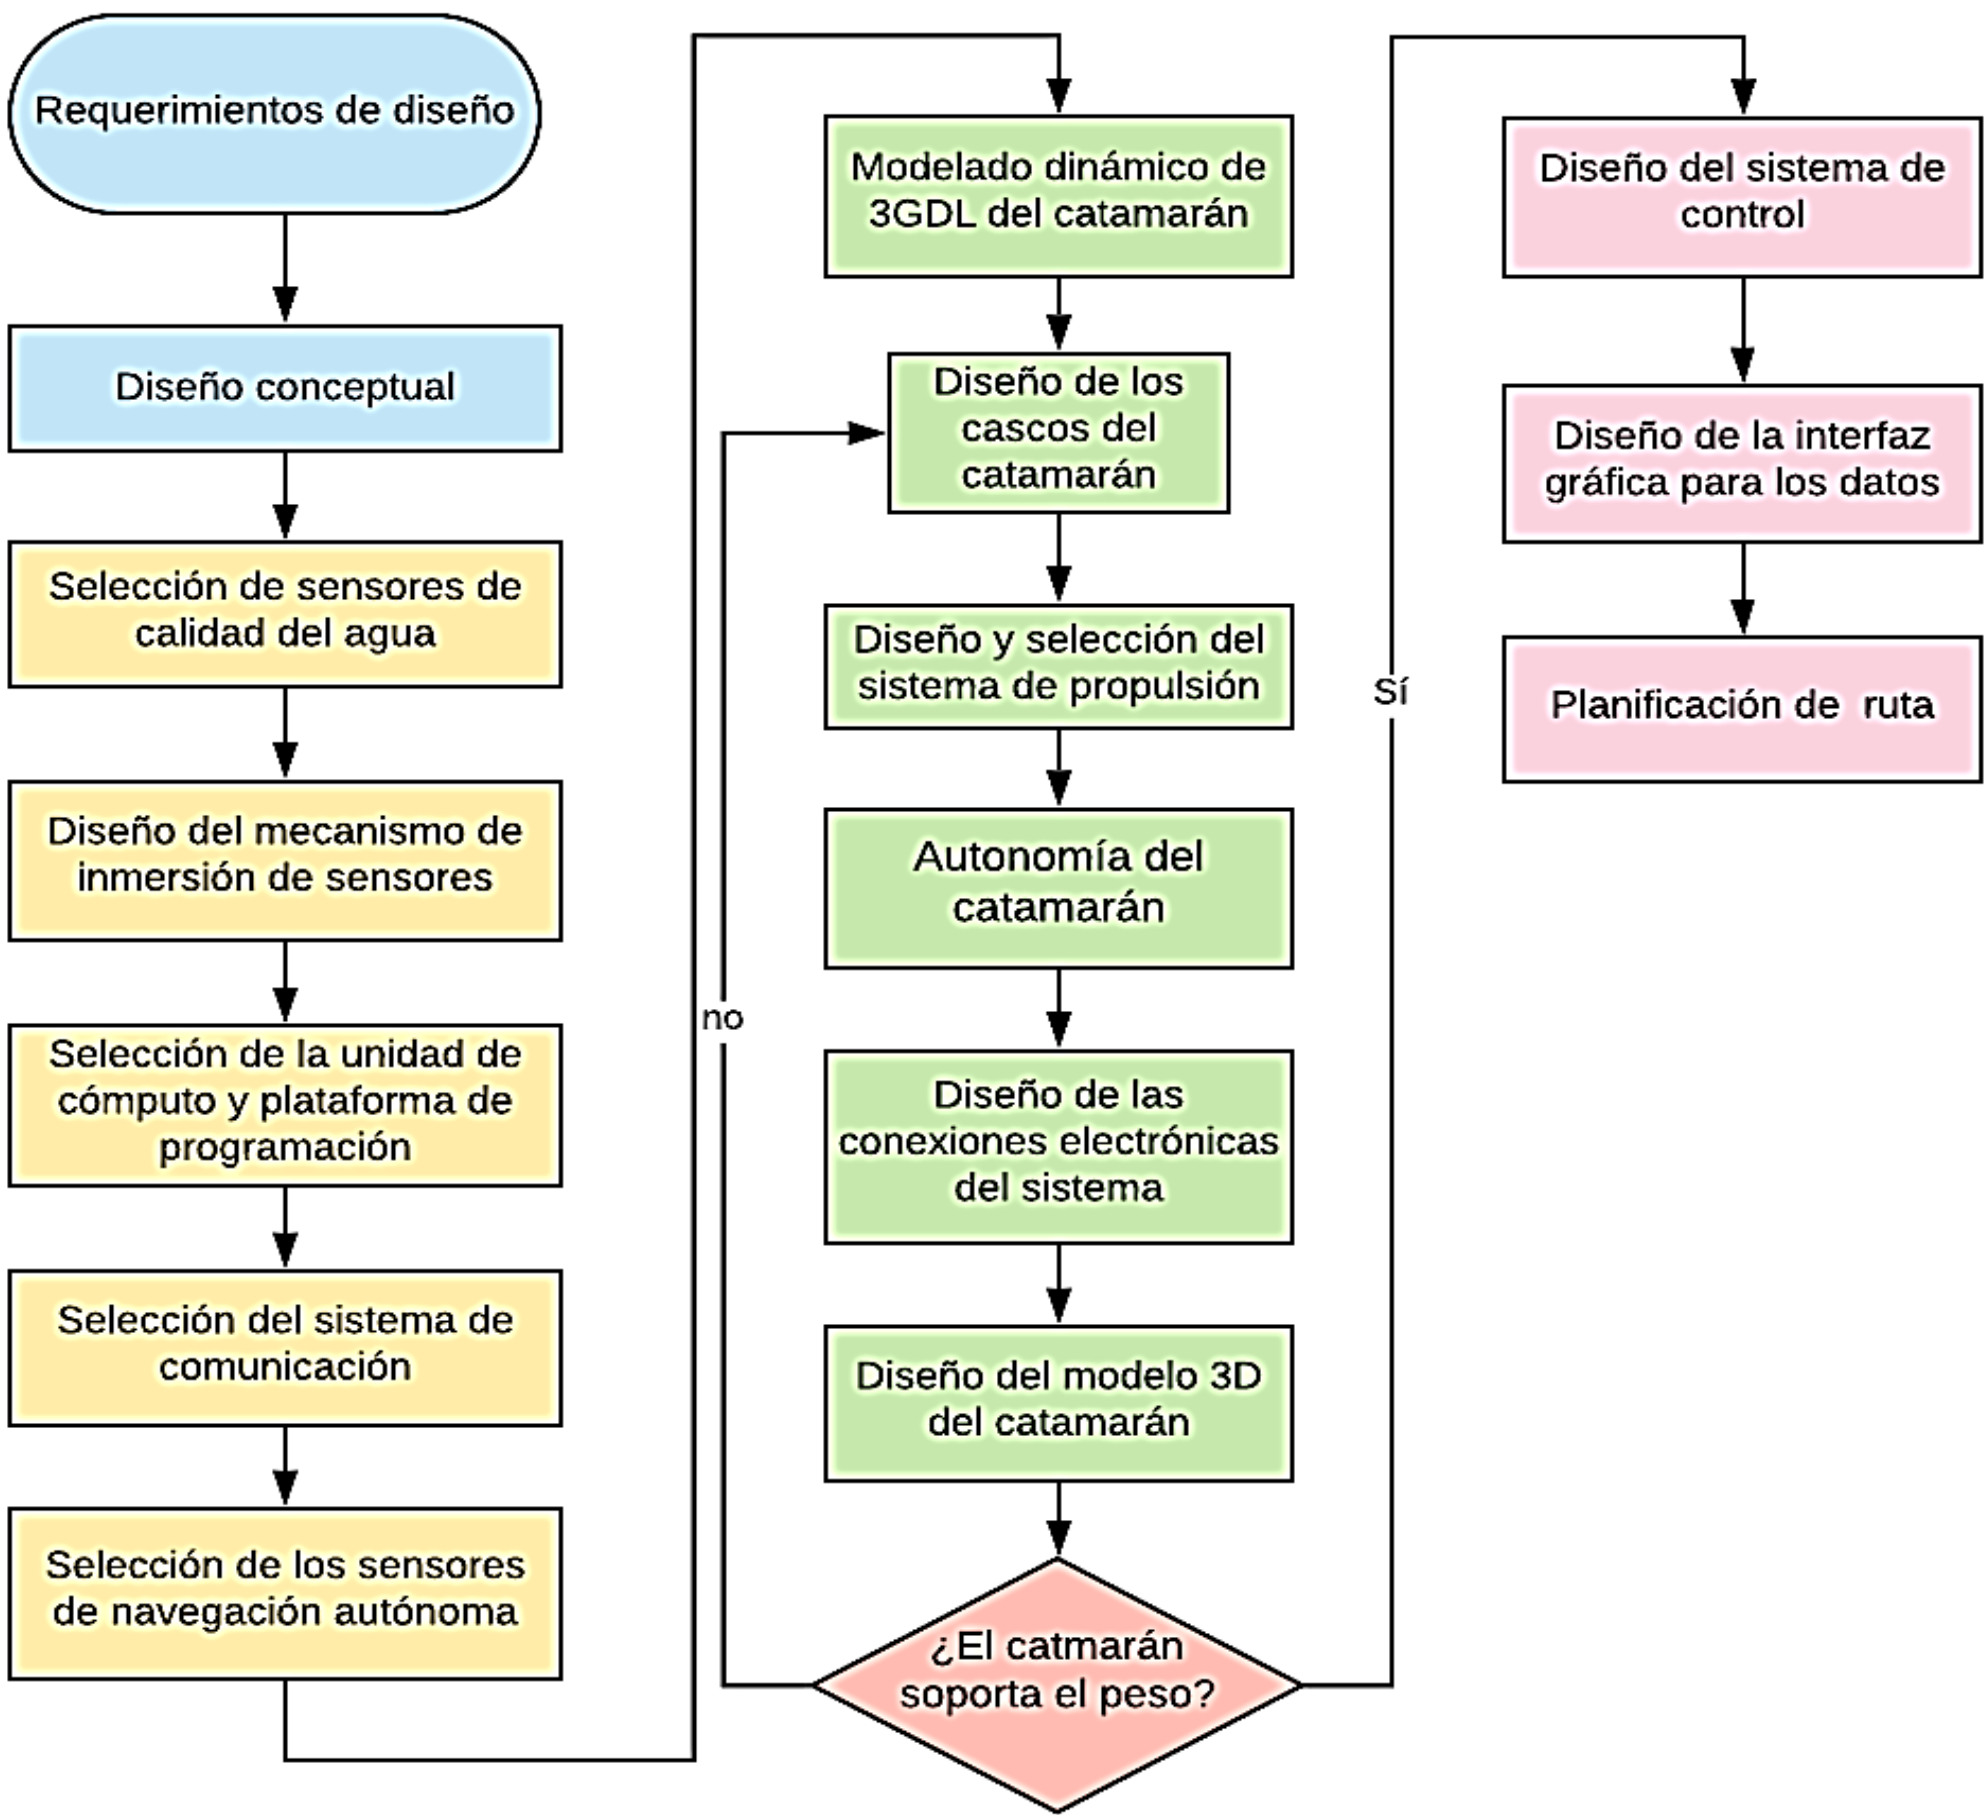 Requerimientos de diseño
Diseño conceptual
Selección de sensores de
calidad del agua
Diseño del mecanismo de
inmersión de sensores
Selección de la unidad de
cómputo y plataforma de
programación
Selección del sistema de
comunicación
Selección de los sensores
de navegación autónoma
Modelado dinámico de
3GDL del catamarán
Diseño de los
cascos del
catamarán
Diseño y selección del
sistema de propulsión
Autonomía del
catamarán
Diseño de las
conexiones electrónicas
del sistema
Diseño del modelo 3D
del catamarán
¿El catmarán
soporta el peso?
no
Sí
Diseño del sistema de
control
Diseño de la interfaz
gráfica para los datos
Planificación de ruta